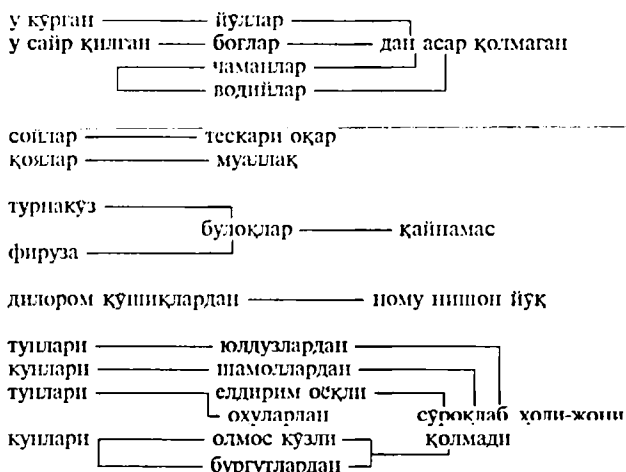 у кўрган йўллар
у сайр қилган боғлар дан асар қолмаган
чаманлар
водийлар
сойлар тескари оқар
қоялар муаллақ
турнакўз
булоқлар қайнамас
фируза
дилором қўшиқлардан ному нишон йўқ
тунлари юлдузлардан
кунлари шамоллардан
тунлари елдирим оёқли
оҳулардан сўроқлаб ҳоли-жони
кунлари олмос кўзли қолмади
бургутлардан